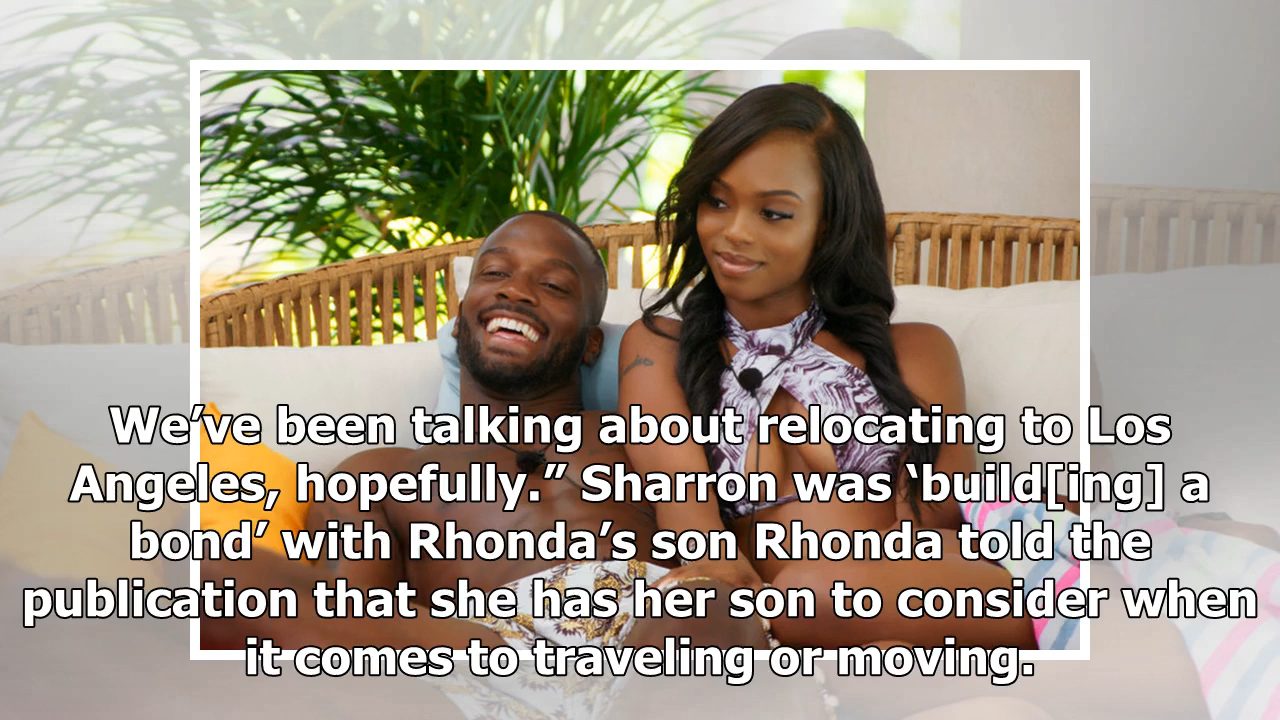 We’ve been talking about relocating to Los
Angeles, hopefully.” Sharron was ‘build[ing] a
bond’ with Rhonda’s son Rhonda told the
publication that she has her son to consider when
it comes to traveling or moving.